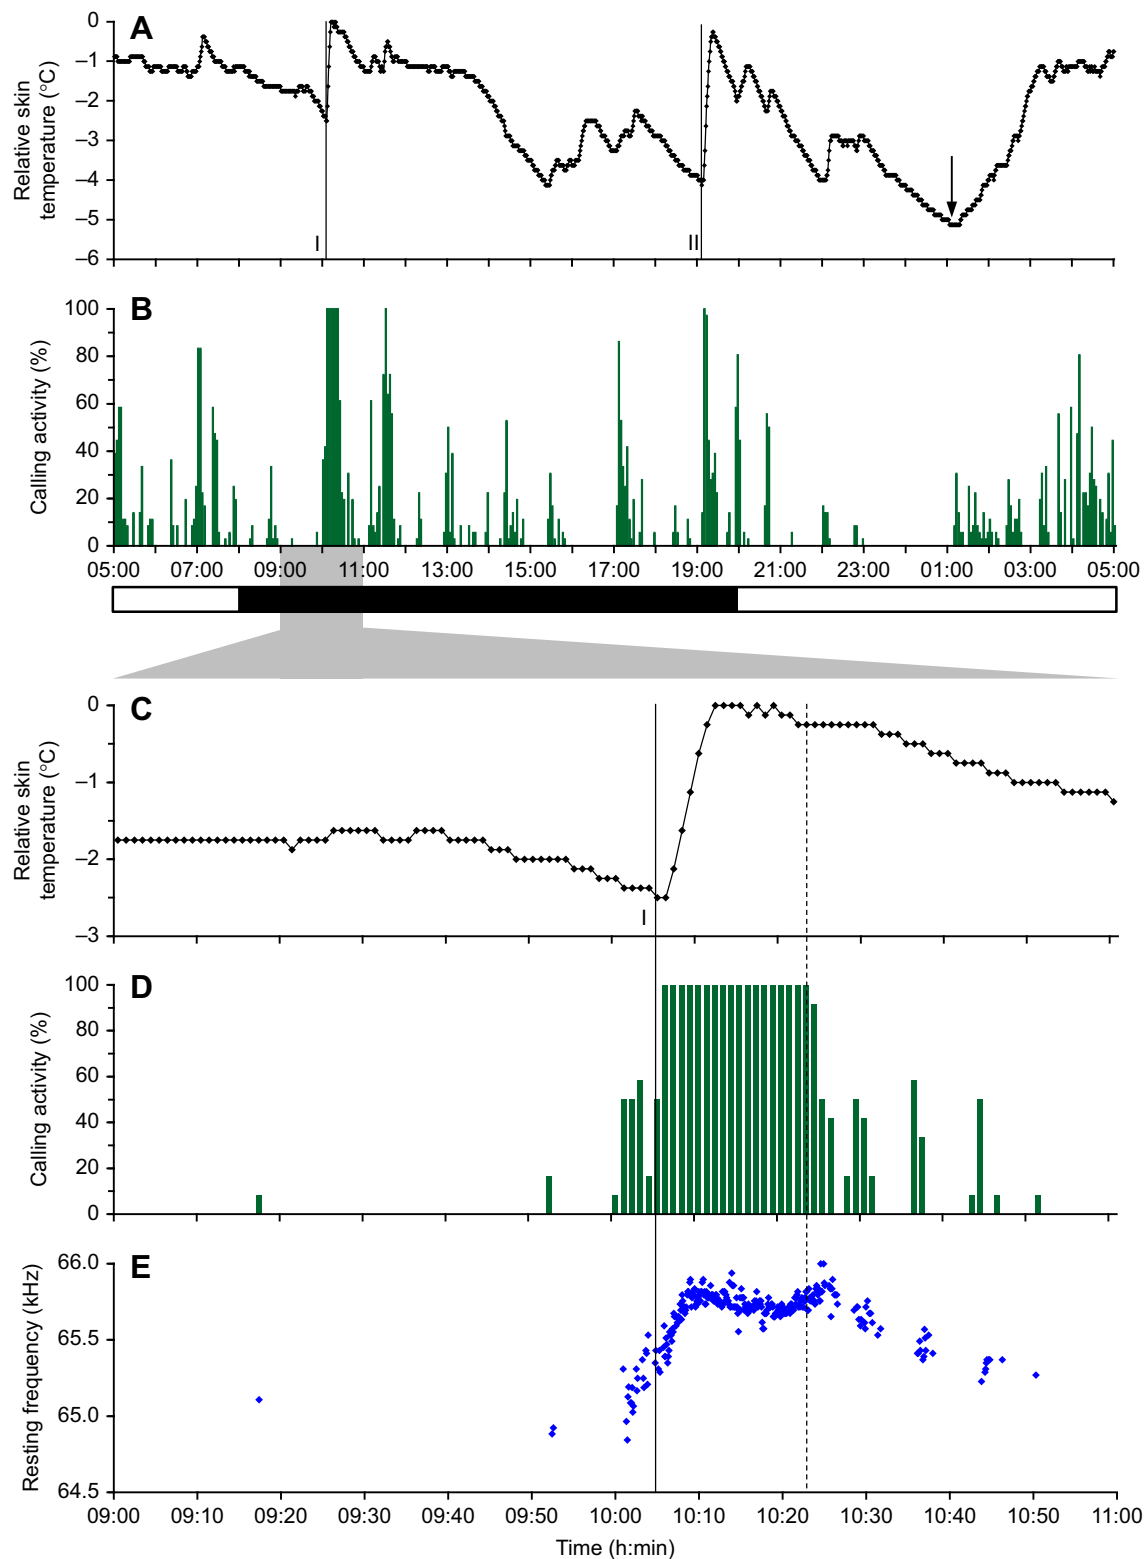 A
Relative skin
temperature (°C)
0
–1
–2
–3
–4
–5
–6
I
II
B
Calling activity (%)
100
80
60
40
20
0
05:00 07:00 09:00 11:00 13:00 15:00 17:00 19:00 21:00 23:00 01:00 03:00 05:00
C
Relative skin
temperature (°C)
0
–1
–2
–3
I
D
Calling activity (%)
100
80
60
40
20
0
E
Resting frequency (kHz)
66.0
65.5
65.0
64.5
09:00 09:10 09:20 09:30 09:40 09:50 10:00 10:10 10:20 10:30 10:40 10:50 11:00
Time (h:min)